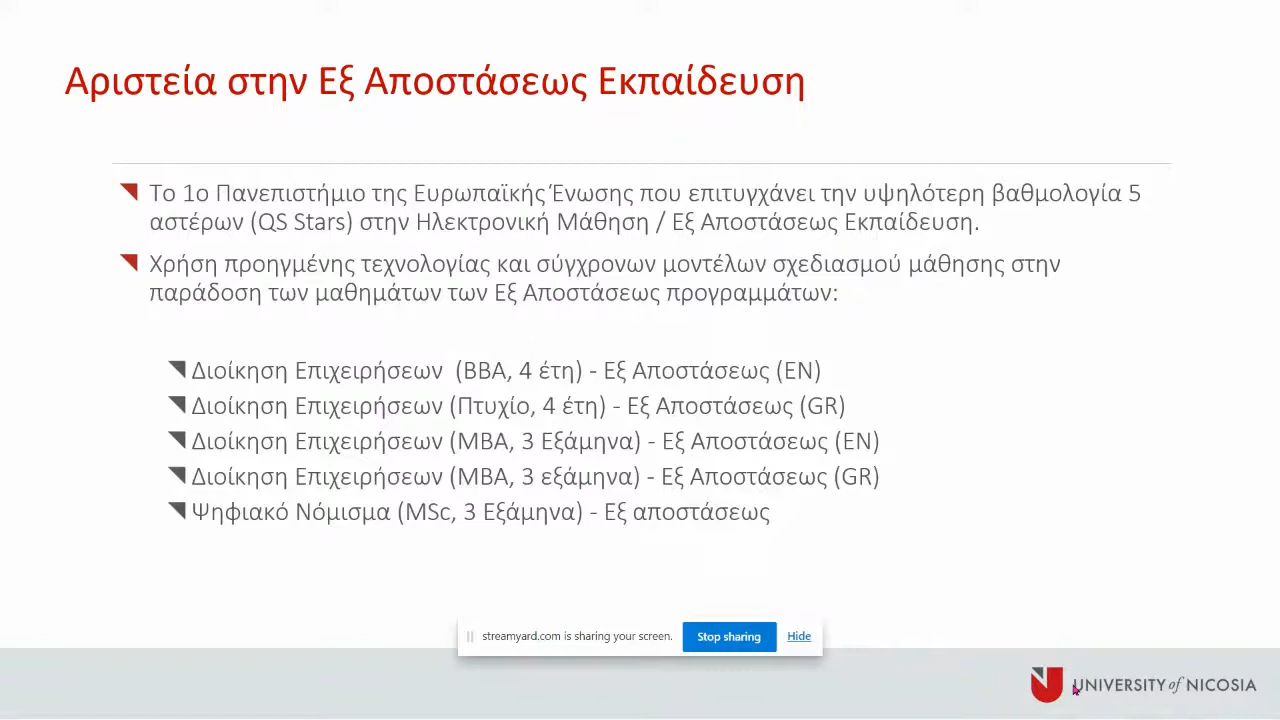 Αριστεία στην Εξ Αποστάσεως Εκπαίδευση
Το 1ο Πανεπιστήμιο της Ευρωπαϊκής Ένωσης που επιτυγχάνει την υψηλότερη βαθμολογία 5
αστέρων (QS Stars) στην Ηλεκτρονική Μάθηση / Εξ Αποστάσεως Εκπαίδευση.
Χρήση προηγμένης τεχνολογίας και σύγχρονων μοντέλων σχεδιασμού μάθησης στην
παράδοση των μαθημάτων των Εξ Αποστάσεως προγραμμάτων:
Διοίκηση Επιχειρήσεων (BBA, 4 έτη) - Εξ Αποστάσεως (EN)
Διοίκηση Επιχειρήσεων (Πτυχίο, 4 έτη) - Εξ Αποστάσεως (GR)
Διοίκηση Επιχειρήσεων (MBA, 3 Εξάμηνα) - Εξ Αποστάσεως (EN)
Διοίκηση Επιχειρήσεων (MBA, 3 εξάμηνα) - Εξ Αποστάσεως (GR)
Ψηφιακό Νόμισμα (MSc, 3 Εξάμηνα) - Εξ αποστάσεως
streamyard.com is sharing your screen. Stop sharing Hide
UNIVERSITY of NICOSIA